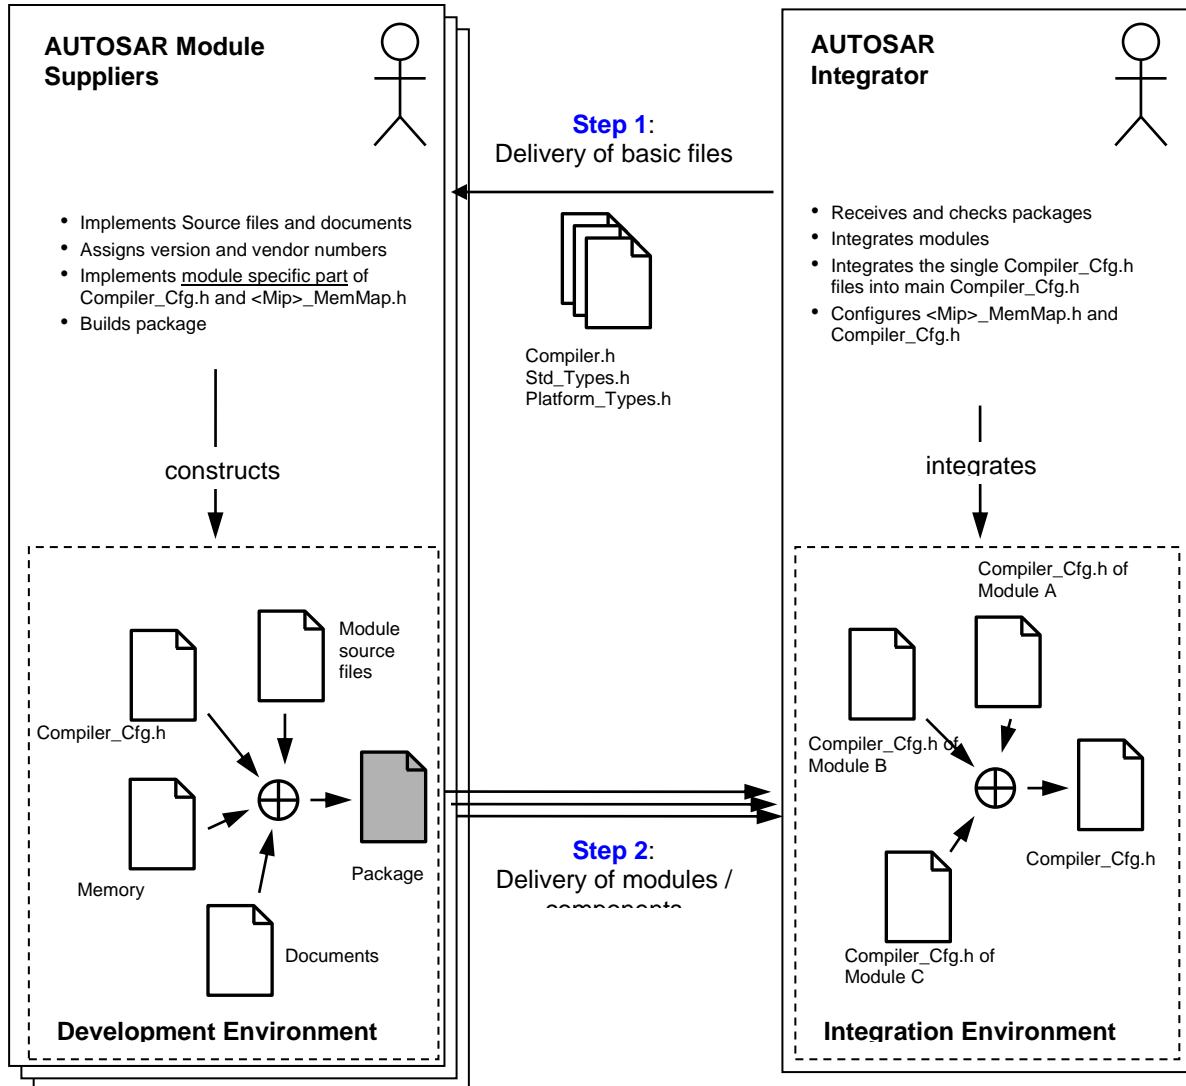 AUTOSAR Module
Suppliers
• Implements Source files and documents
• Assigns version and vendor numbers
• Implements module specific part of
Compiler_Cfg.h and <Mip>_MemMap.h
• Builds package
constructs
Compiler_Cfg.h
Module
source
files
Memory
Package
Documents
Development Environment
Step 1:
Delivery of basic files
Compiler.h
Std_Types.h
Platform_Types.h
Step 2:
Delivery of modules /
components
AUTOSAR
Integrator
• Receives and checks packages
• Integrates modules
• Integrates the single Compiler_Cfg.h
files into main Compiler_Cfg.h
• Configures <Mip>_MemMap.h and
Compiler_Cfg.h
integrates
Compiler_Cfg.h of
Module A
Compiler_Cfg.h of
Module B
Compiler_Cfg.h
Compiler_Cfg.h of
Module C
Integration Environment